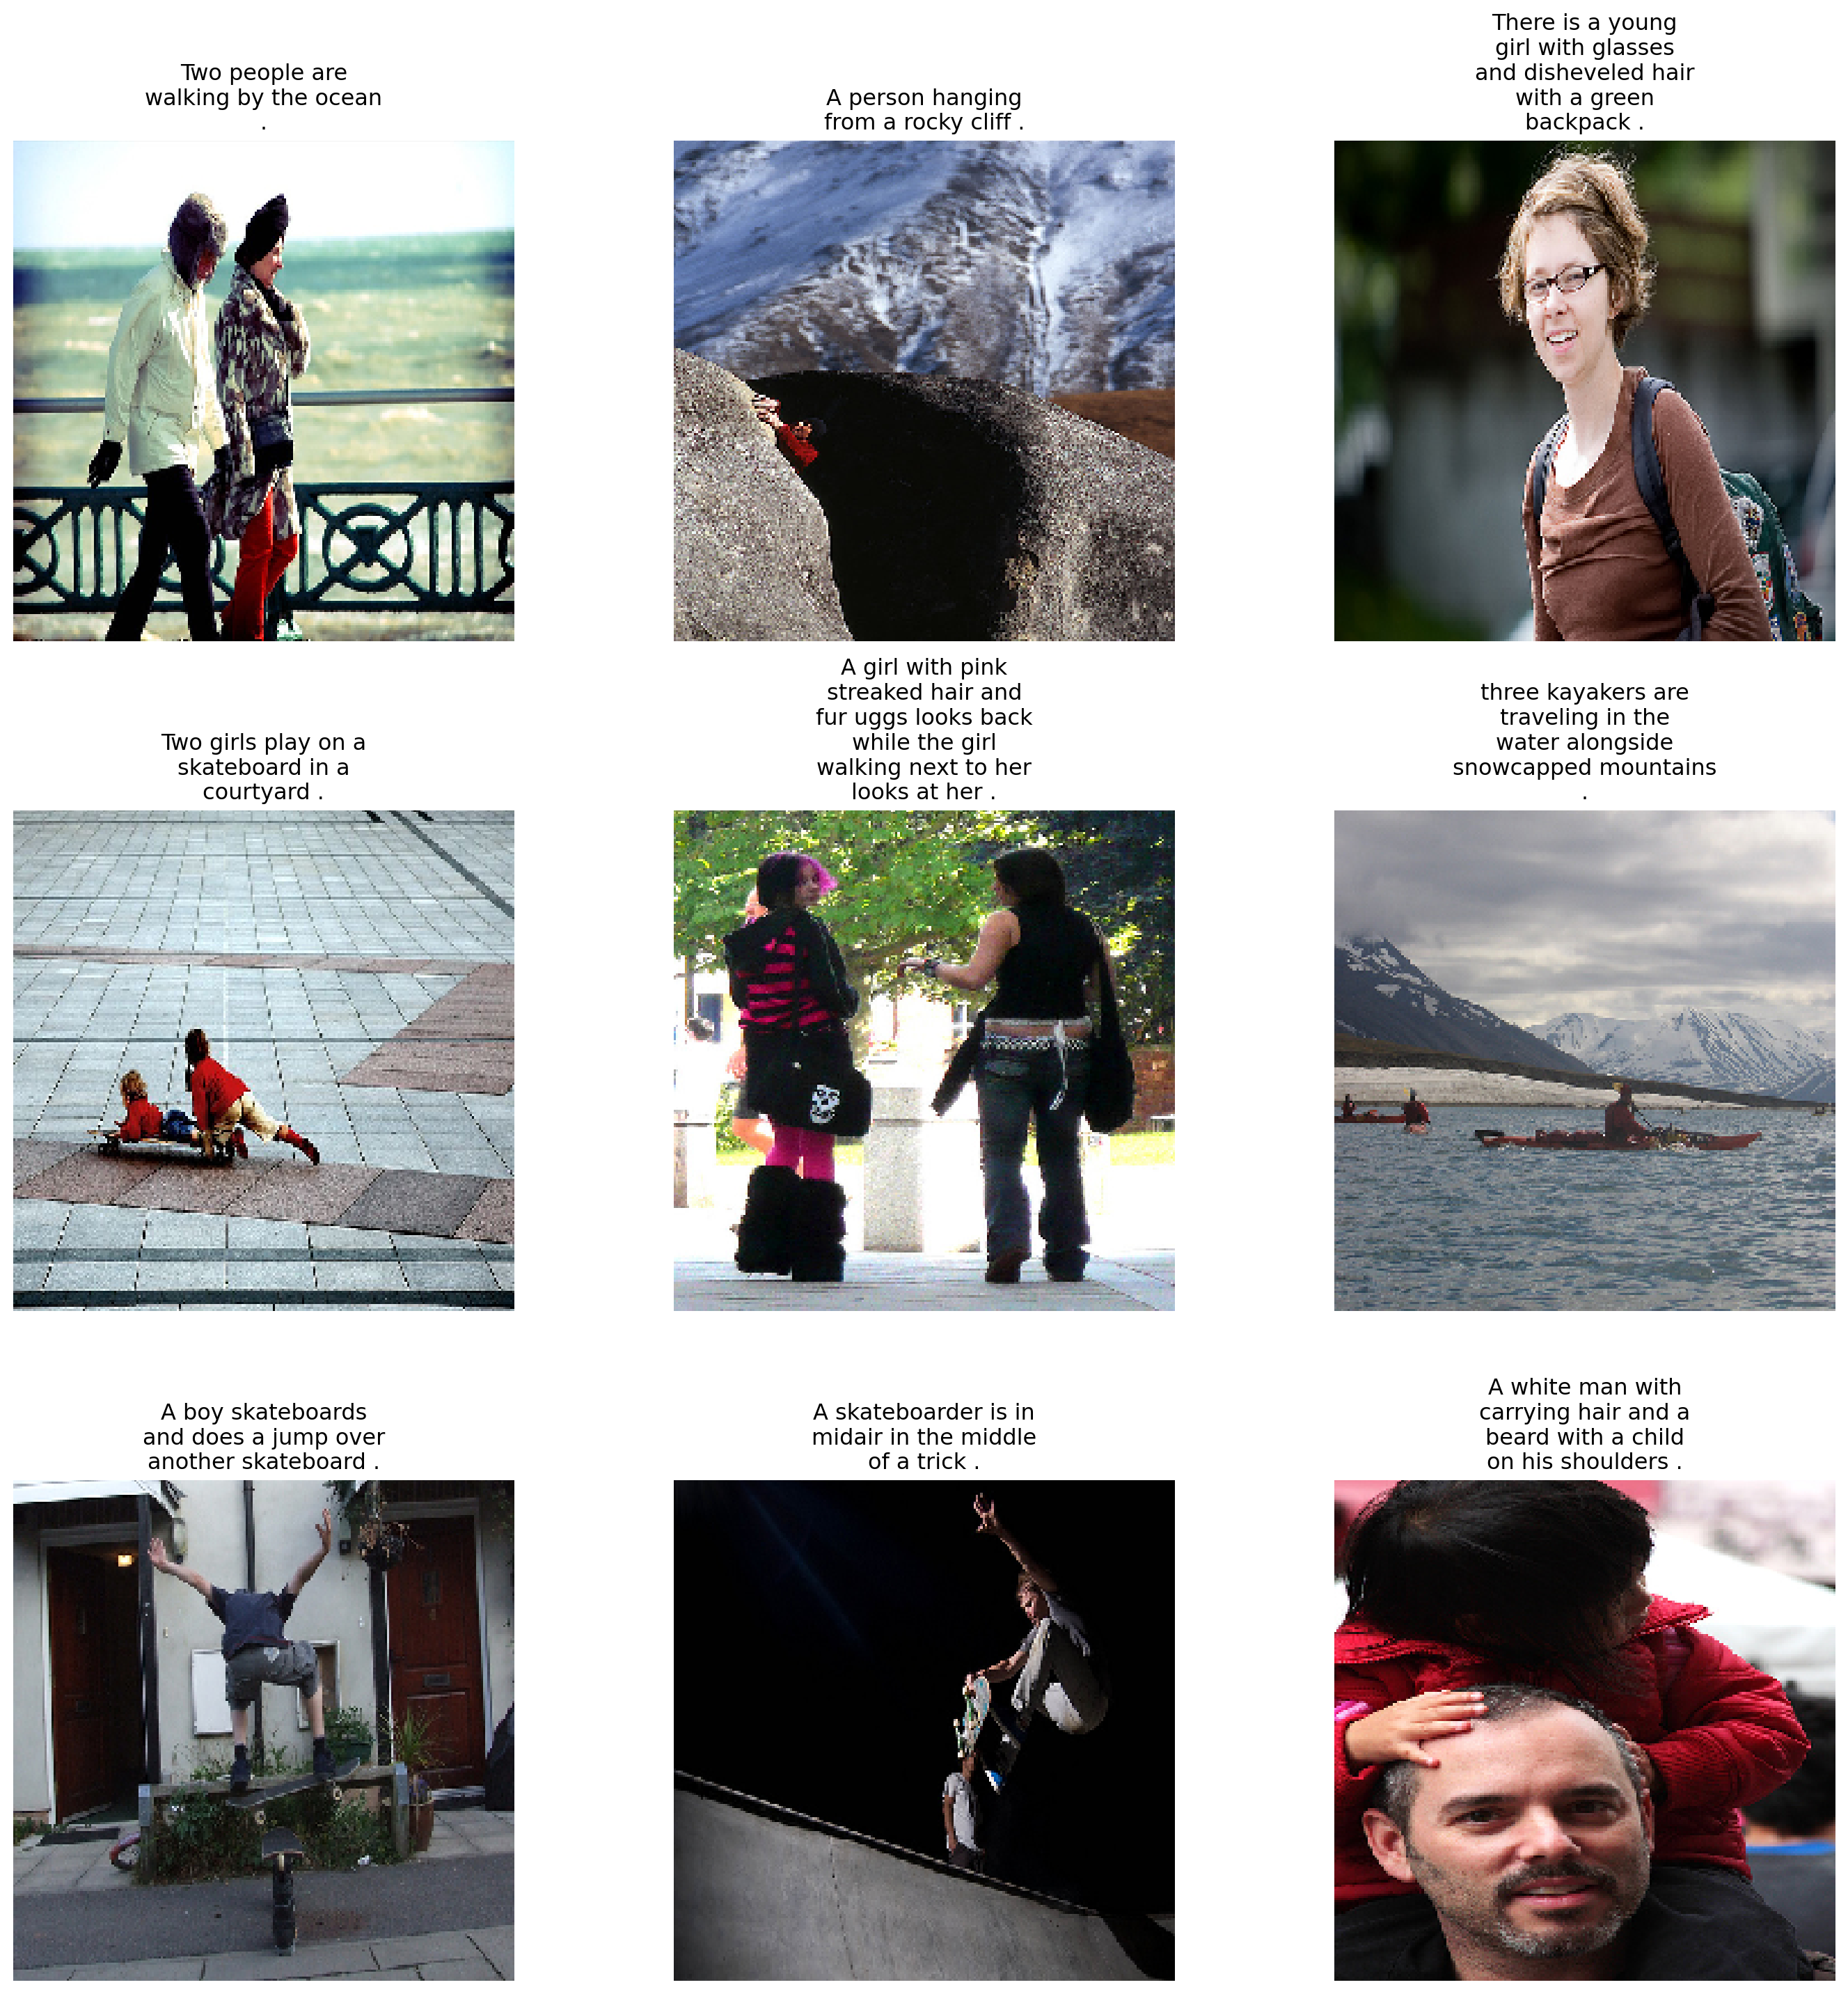 Two people are
walking by the ocean
.
A person hanging
from a rocky cliff .
There is a young
girl with glasses
and disheveled hair
with a green
backpack .
Two girls play on a
skateboard in a
courtyard .
A girl with pink
streaked hair and
fur uggs looks back
while the girl
walking next to her
looks at her .
three kayakers are
traveling in the
water alongside
snowcapped mountains
.
A boy skateboards
and does a jump over
another skateboard .
A skateboarder is in
midair in the middle
of a trick .
A white man with
carrying hair and a
beard with a child
on his shoulders .